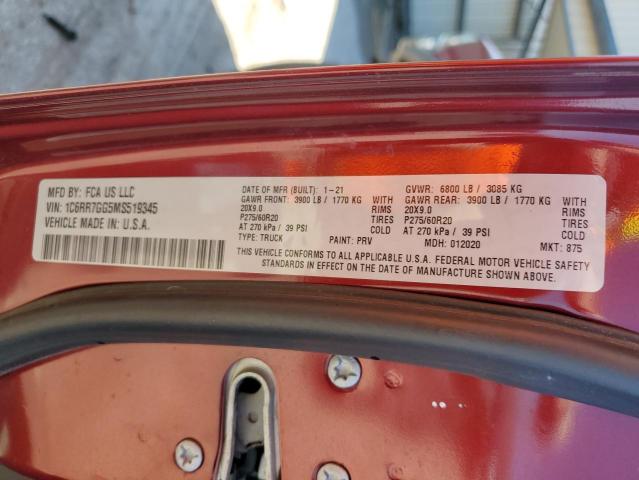 MFD BY: FCA US LLC
VIN: 1C6RR7GG5MS519345
VEHICLE MADE IN: U.S.A.
DATE OF MFR (BUILT): 1-21 GVWR: 6800 LB / 3085 KG
GAWR FRONT: 3900 LB / 1770 KG GAWR REAR: 3900 LB / 1770 KG
20X9.0 RIMS 20X9.0 RIMS
P275/60R20 TIRES P275/60R20 TIRES
AT 270 kPa / 39 PSI COLD AT 270 kPa / 39 PSI COLD
TYPE: TRUCK PAINT: PRV MDH: 012020 MKT: 875
THIS VEHICLE CONFORMS TO ALL APPLICABLE U.S.A. FEDERAL MOTOR VEHICLE SAFETY
STANDARDS IN EFFECT ON THE DATE OF MANUFACTURE SHOWN ABOVE.